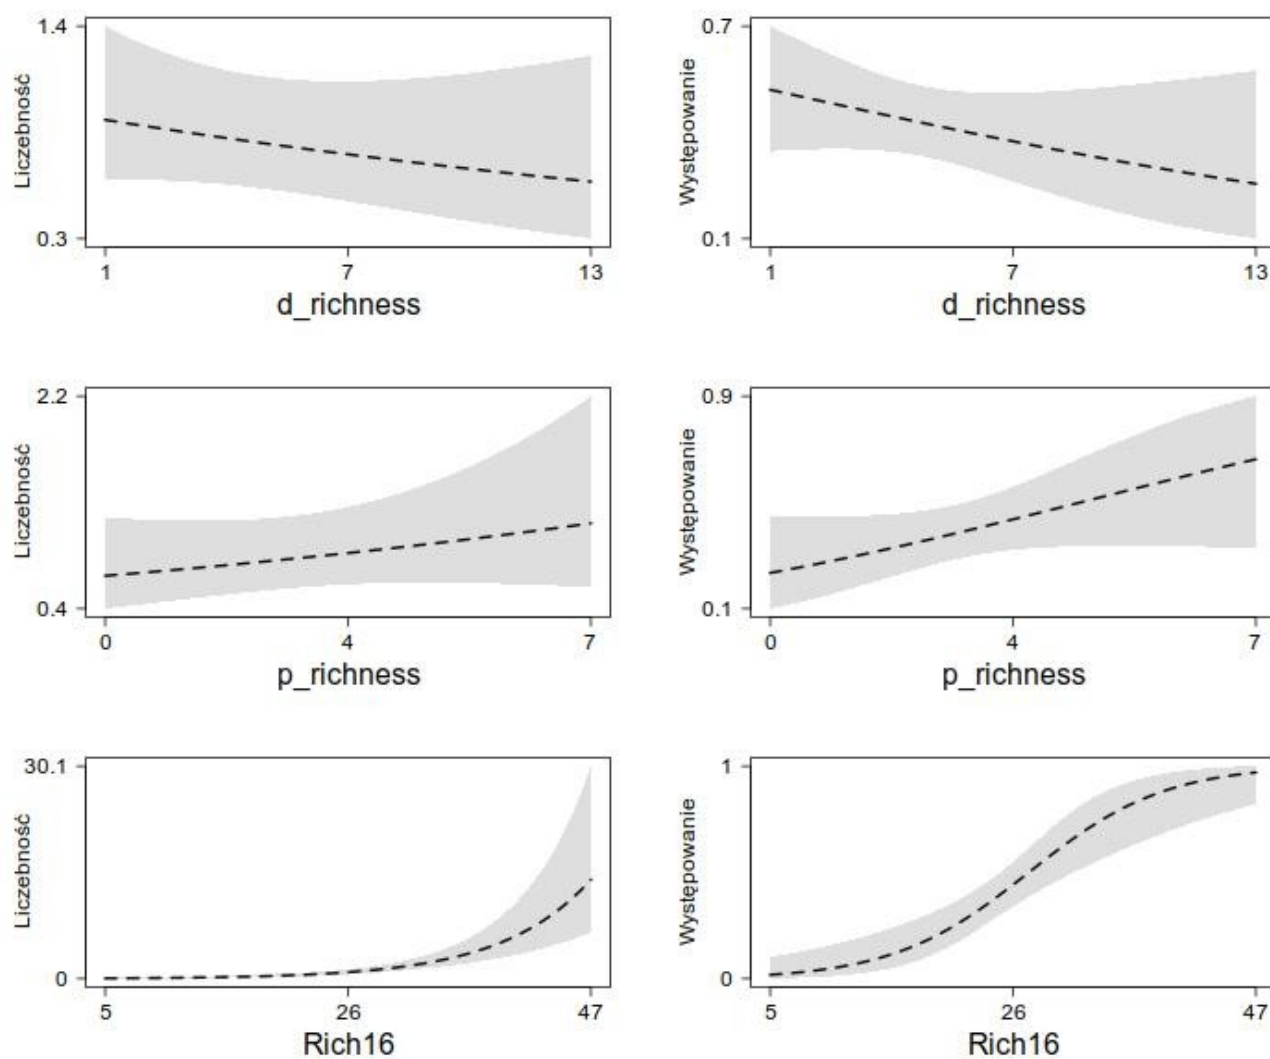 1.4
Liczebność
0.3
1
7
13
d_richness
0.7
Występowanie
0.1
1
7
13
d_richness
2.2
Liczebność
0.4
0
4
7
p_richness
0.9
Występowanie
0.1
0
4
7
p_richness
30.1
Liczebność
0
5
26
47
Rich16
1
Występowanie
0
5
26
47
Rich16